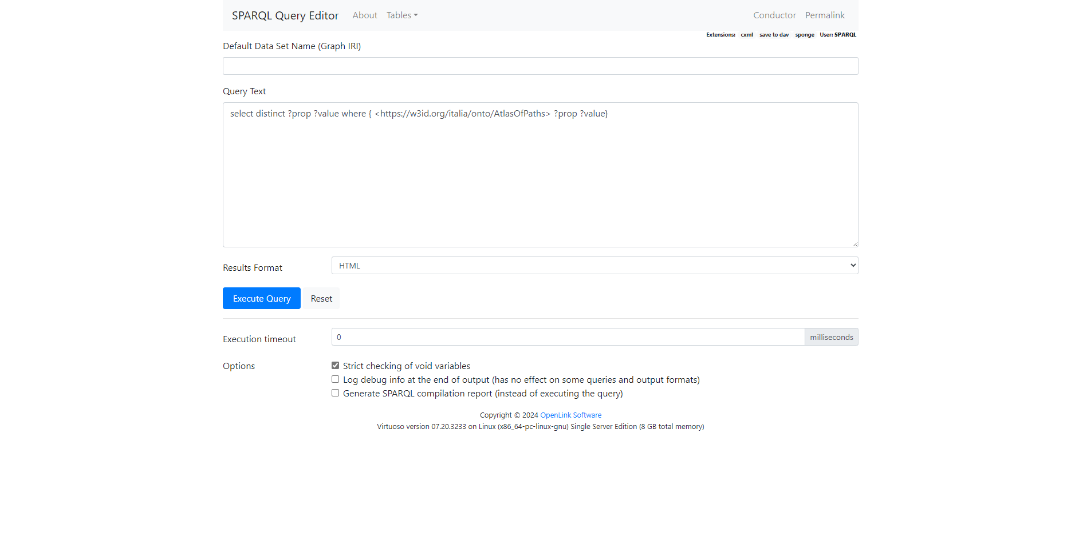 SPARQL Query Editor About Tables Conductor Permalink
Extensions: cxml save to dav sponge User: SPARQL
Default Data Set Name (Graph IRI)
Query Text
select distinct ?prop ?value where { <https://w3id.org/italia/onto/AtlasOfPaths> ?prop ?value}
Results Format HTML
Execute Query Reset
Execution timeout 0 milliseconds
Options Strict checking of void variables
Log debug info at the end of output (has no effect on some queries and output formats)
Generate SPARQL compilation report (instead of executing the query)
Copyright © 2024 OpenLink Software
Virtuoso version 07.20.3233 on Linux (x86_64-pc-linux-gnu) Single Server Edition (8 GB total memory)